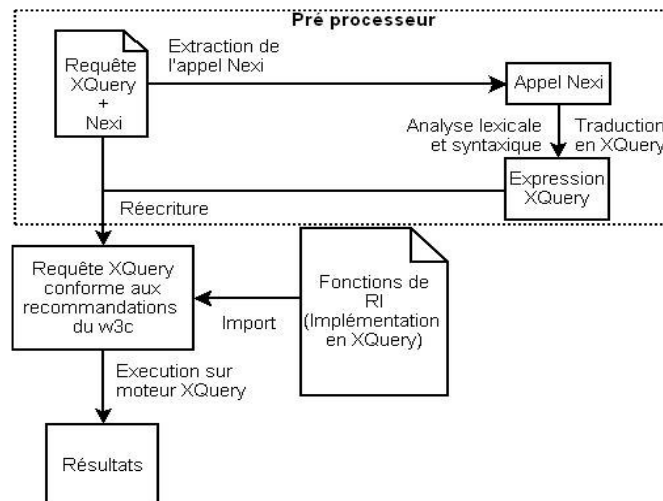 Pré processeur
Requête
XQuery
+
Nexi
Extraction de
l'appel Nexi
Appel Nexi
Analyse lexicale
et syntaxique
Traduction
en XQuery
Expression
XQuery
Réecriture
Requête XQuery
conforme aux
recommandations
du w3c
Import
Fonctions de
RI
(Implémentation
en XQuery)
Execution sur
moteur XQuery
Résultats